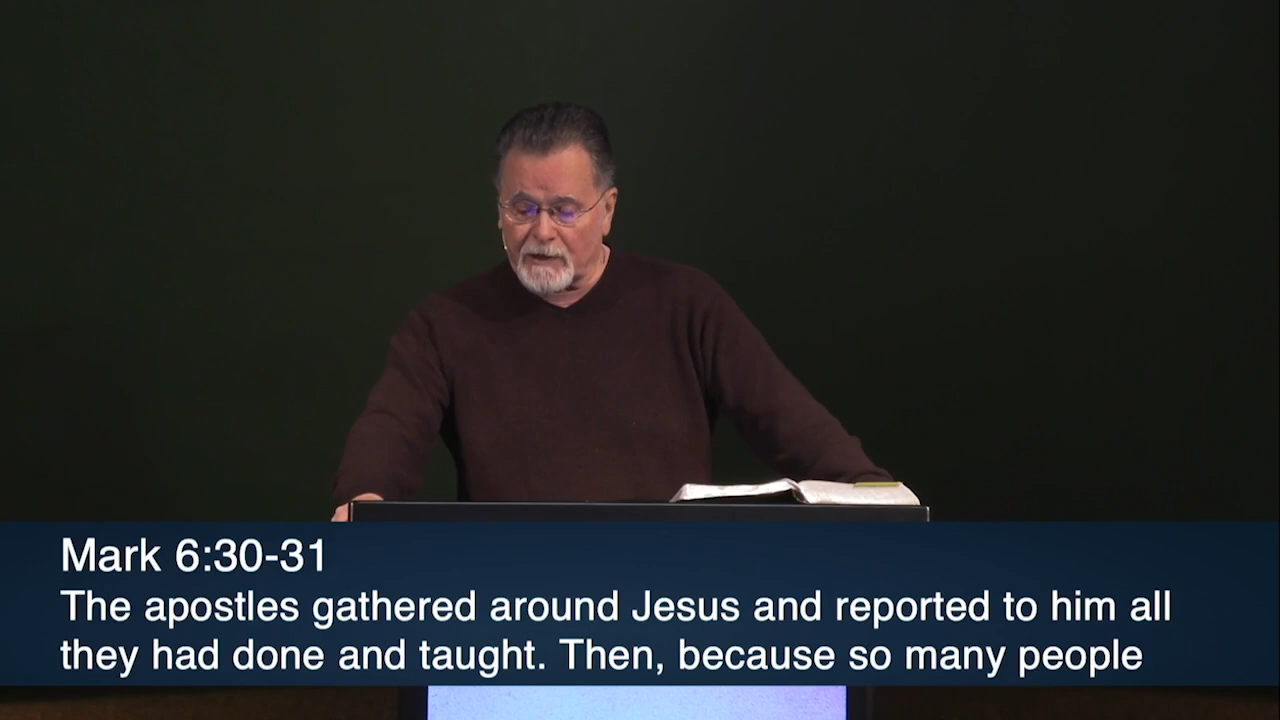 Mark 6:30-31
The apostles gathered around Jesus and reported to him all
they had done and taught. Then, because so many people